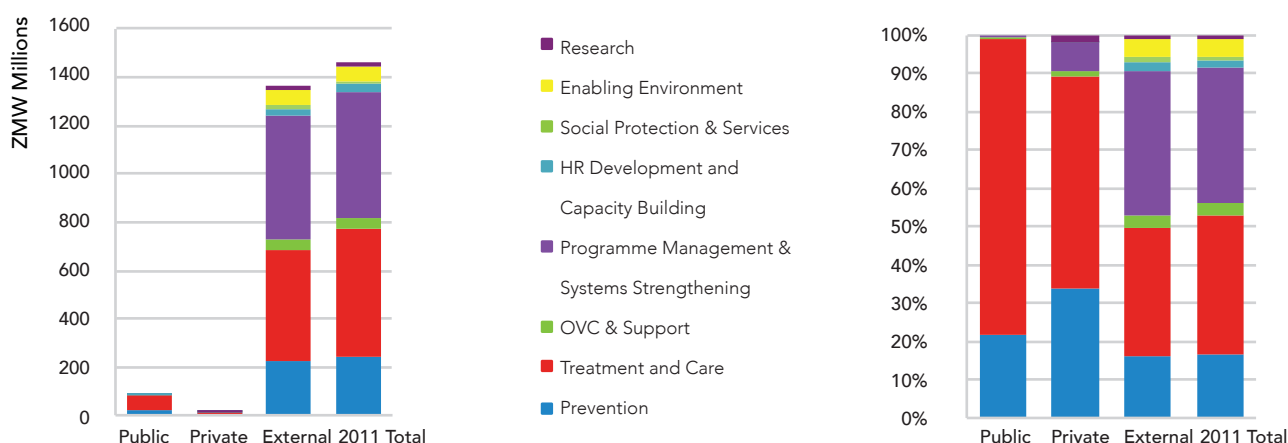 ZMW Millions
1600
1400
1200
1000
800
600
400
200
0
Public Private External 2011 Total
Research
Enabling Environment
Social Protection & Services
HR Development and
Capacity Building
Programme Management &
Systems Strengthening
OVC & Support
Treatment and Care
Prevention
100%
90%
80%
70%
60%
50%
40%
30%
20%
10%
0%
Public Private External 2011 Total